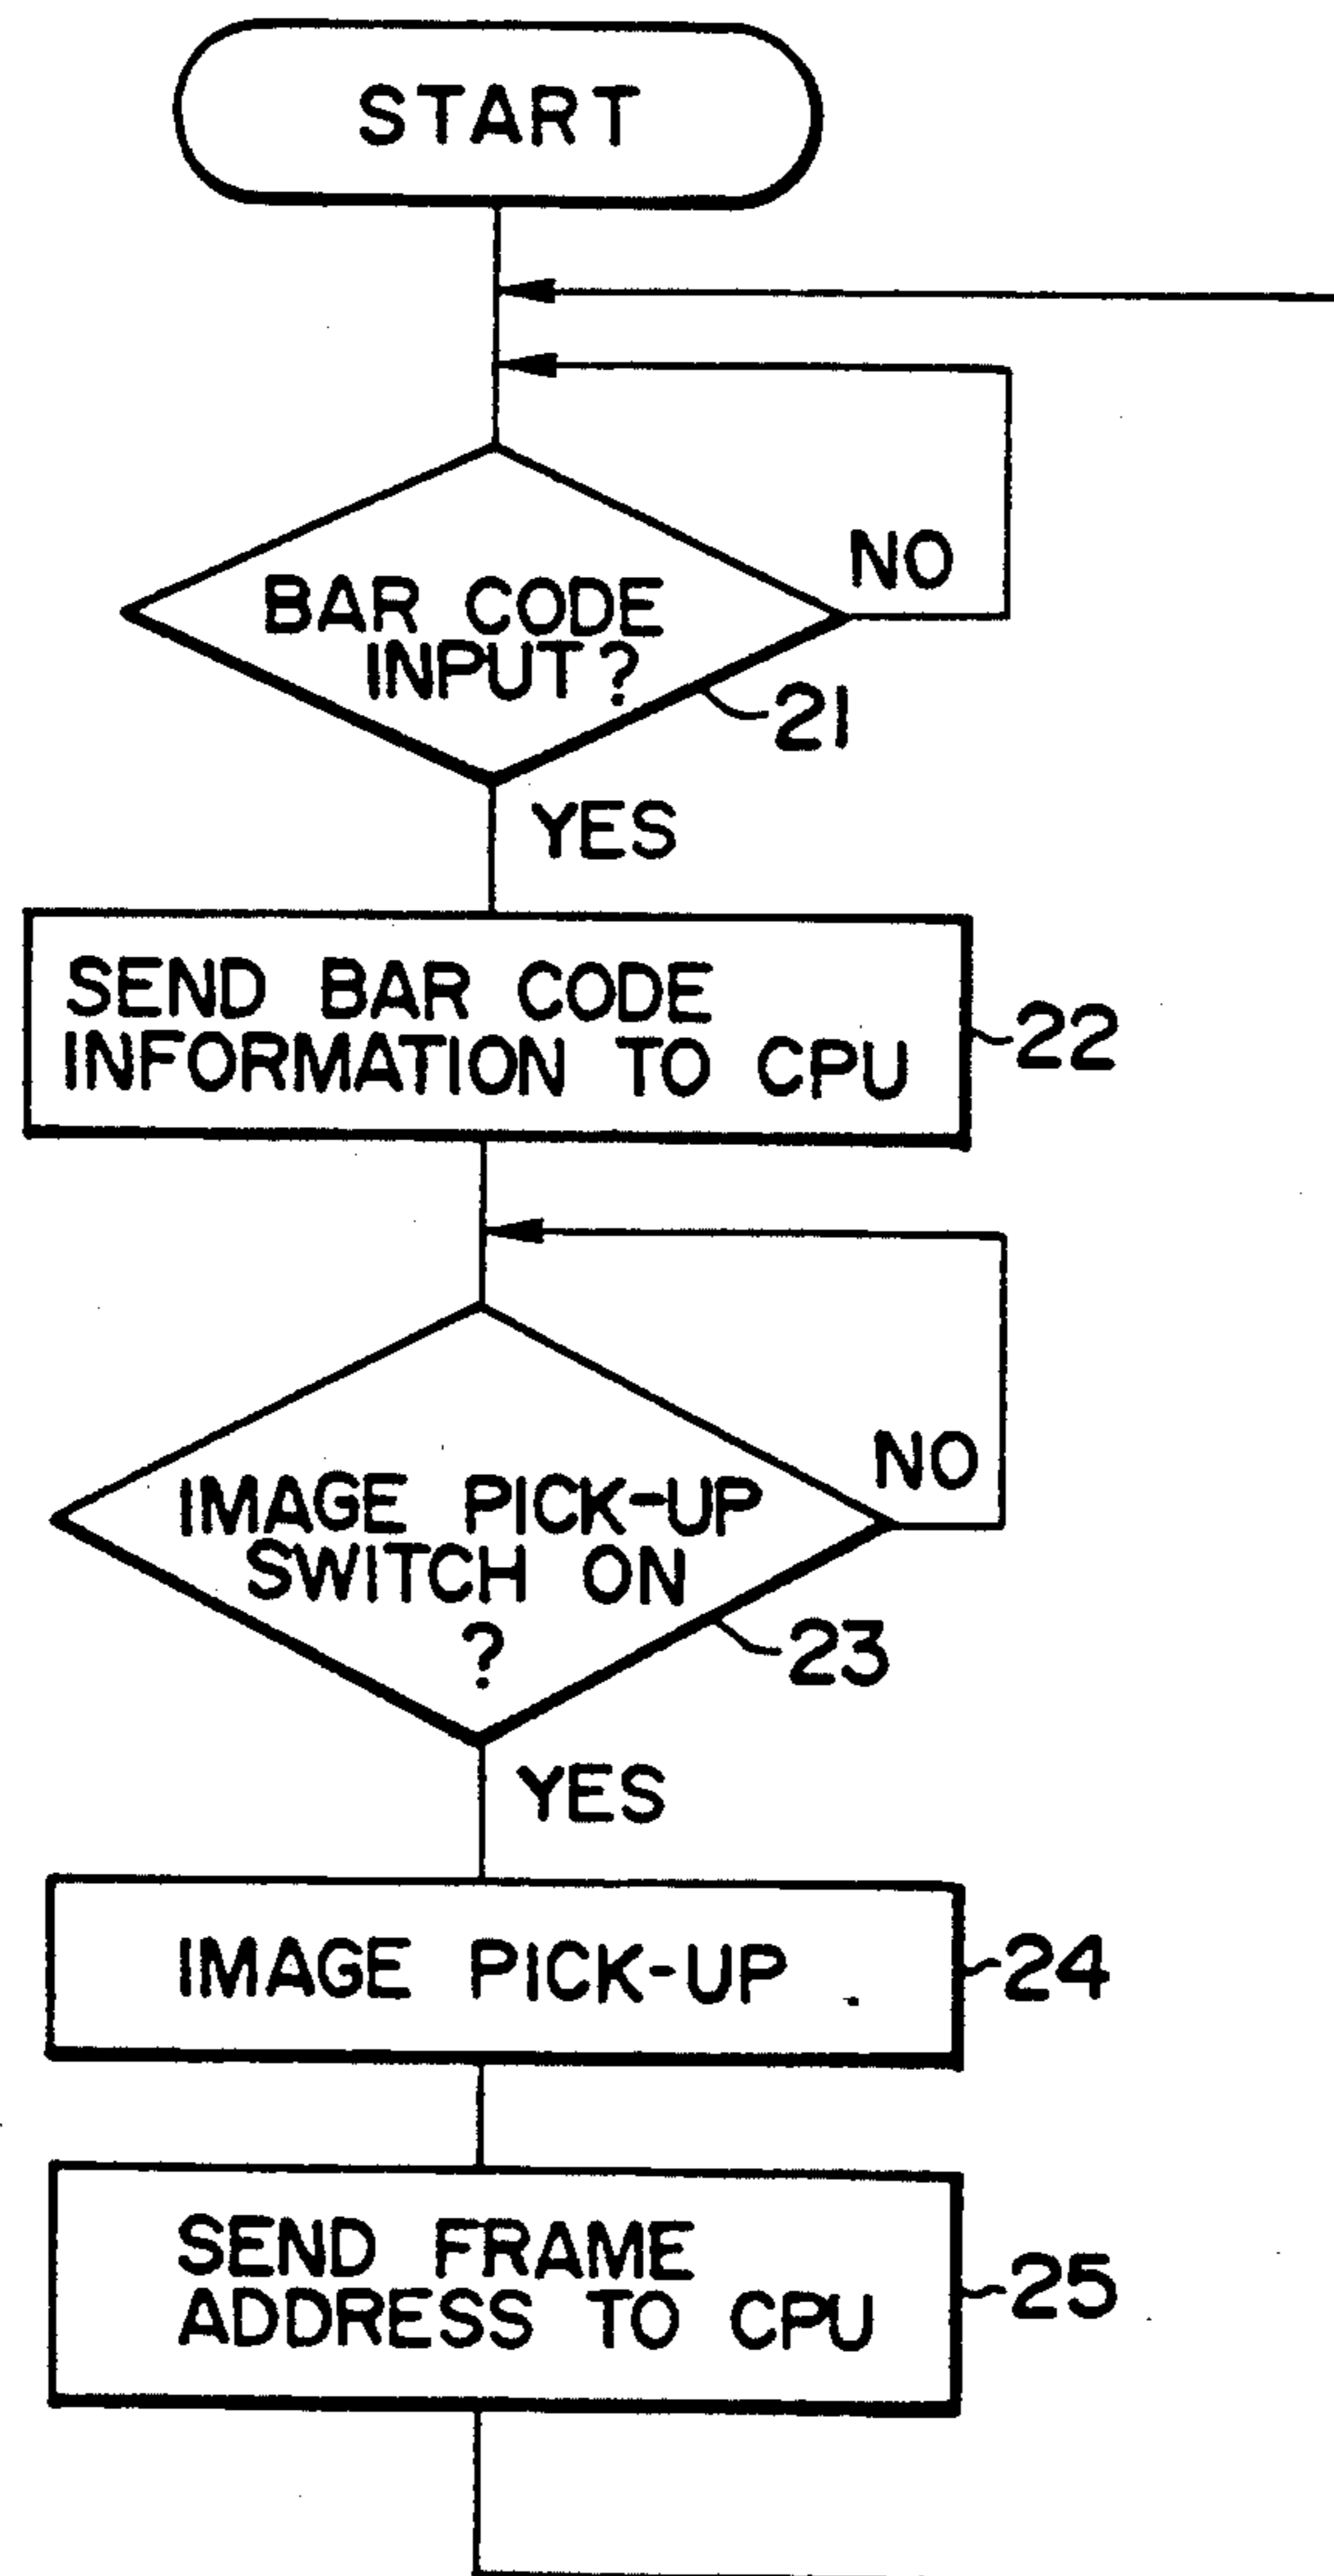 START
NO
BAR CODE
INPUT?
21
YES
SEND BAR CODE
INFORMATION TO CPU
22
NO
IMAGE PICK-UP
SWITCH ON
?
23
YES
IMAGE PICK-UP
24
SEND FRAME
ADDRESS TO CPU
25